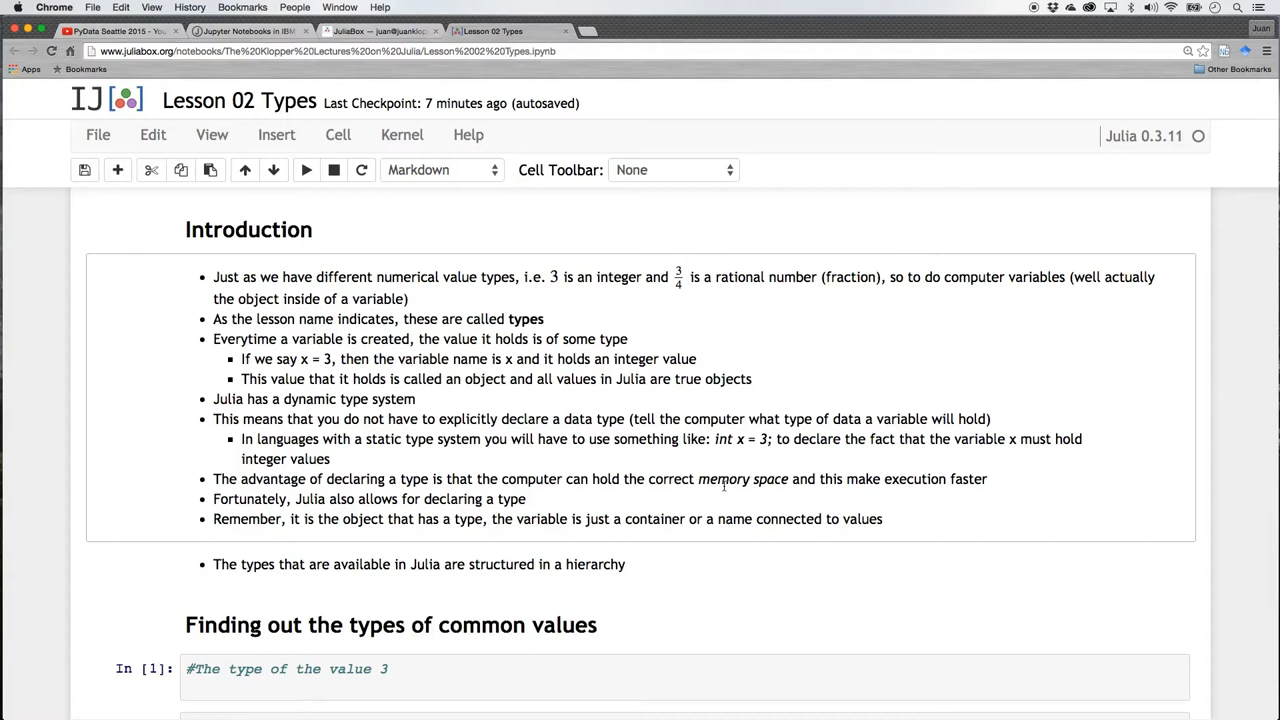 Chrome File Edit View History Bookmarks People Window Help
PyData Seattle 2015 - You
Jupyter Notebooks in IBM
JuliaBox — juan@juanklop
Lesson 02 Types
Juan
www.juliabox.org/notebooks/The%20Klopper%20Lectures%20on%20Julia/Lesson%2002%20Types.ipynb
Apps Bookmarks Other Bookmarks
IJ[ ] Lesson 02 Types Last Checkpoint: 7 minutes ago (autosaved)
File Edit View Insert Cell Kernel Help Julia 0.3.11
Markdown Cell Toolbar: None
Introduction
• Just as we have different numerical value types, i.e. 3 is an integer and 3/4 is a rational number (fraction), so to do computer variables (well actually
the object inside of a variable)
• As the lesson name indicates, these are called types
• Everytime a variable is created, the value it holds is of some type
▪ If we say x = 3, then the variable name is x and it holds an integer value
▪ This value that it holds is called an object and all values in Julia are true objects
• Julia has a dynamic type system
• This means that you do not have to explicitly declare a data type (tell the computer what type of data a variable will hold)
▪ In languages with a static type system you will have to use something like: int x = 3; to declare the fact that the variable x must hold
integer values
• The advantage of declaring a type is that the computer can hold the correct memory space and this make execution faster
• Fortunately, Julia also allows for declaring a type
• Remember, it is the object that has a type, the variable is just a container or a name connected to values
• The types that are available in Julia are structured in a hierarchy
Finding out the types of common values
In [1]: #The type of the value 3